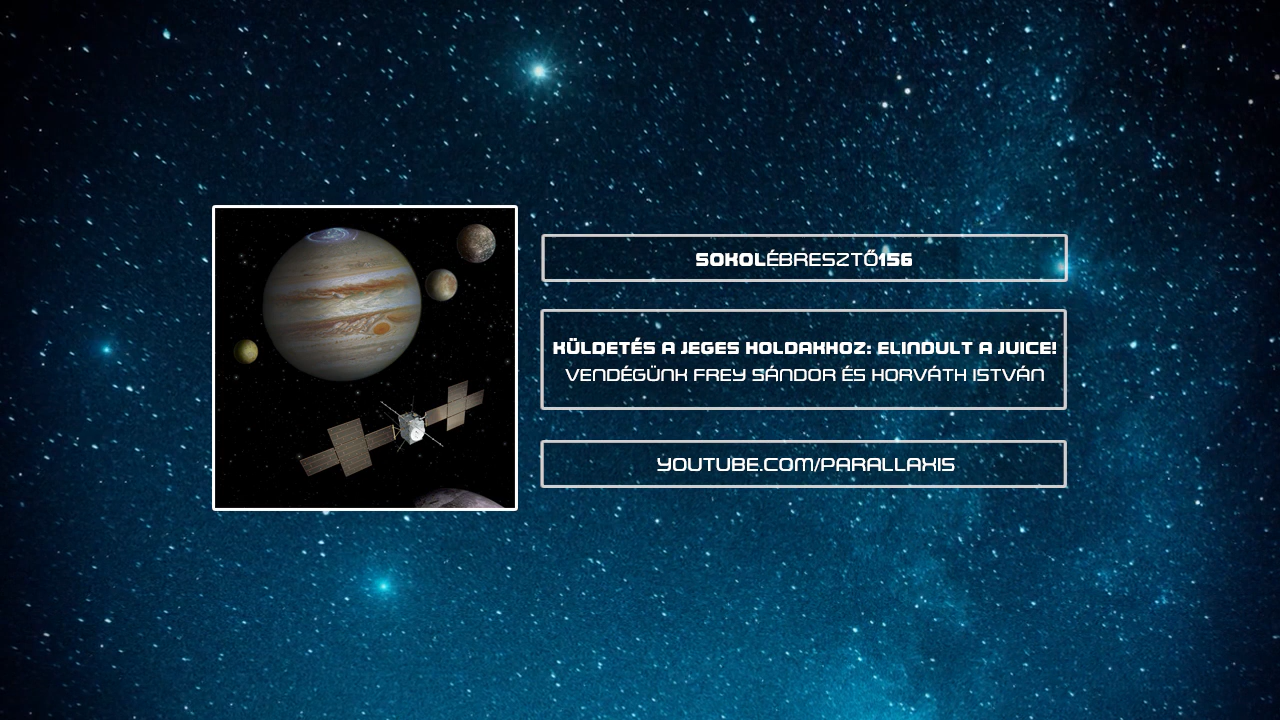 SOKOLÉBRESZTŐ156
KÜLDETÉS A JEGES HOLDAKHOZ: ELINDULT A JUICE!
VENDÉGÜNK FREY SÁNDOR ÉS HORVÁTH ISTVÁN
YOUTUBE.COM/PARALLAXIS